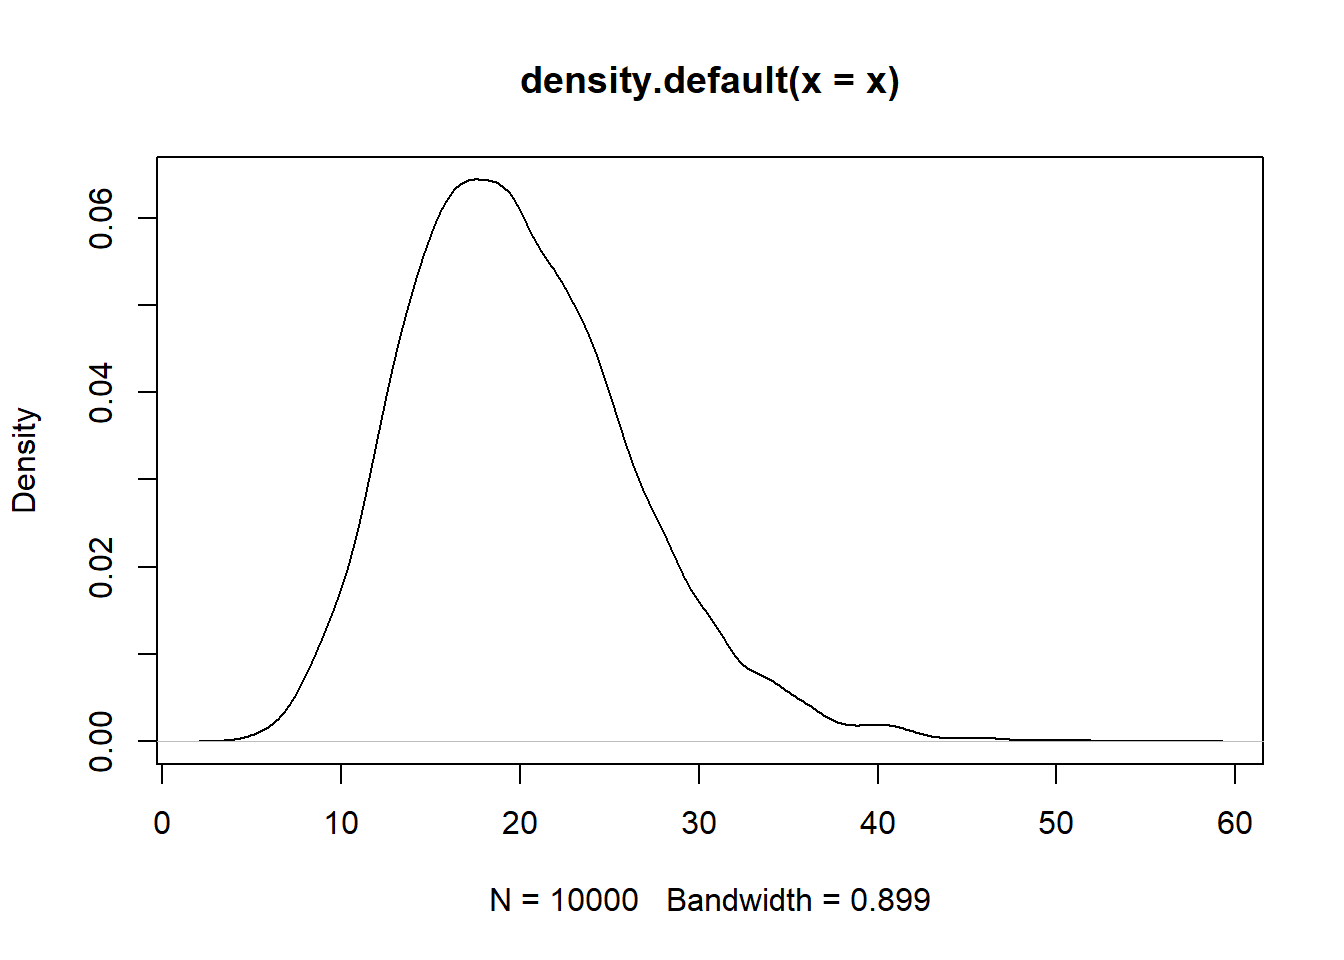 density.default(x = x)
Density
0.00
0.02
0.04
0.06
0 10 20 30 40 50 60
N = 10000 Bandwidth = 0.899